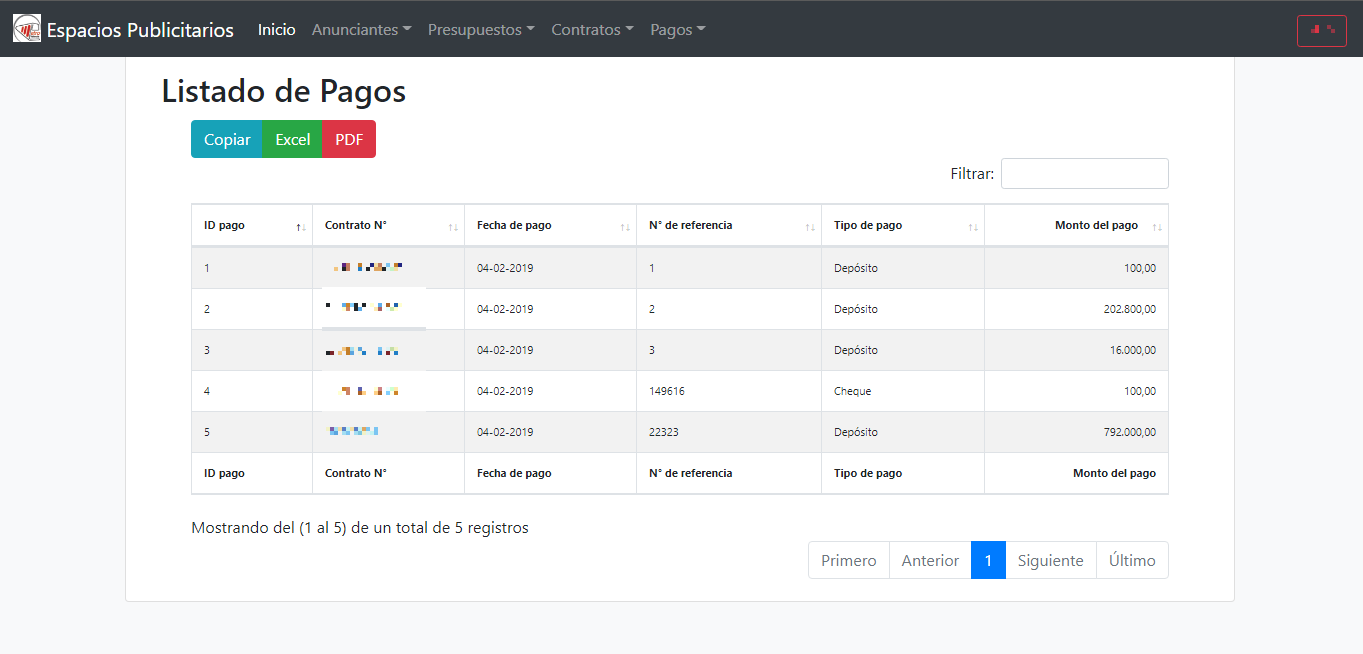 Espacios Publicitarios Inicio Anunciantes Presupuestos Contratos Pagos
Listado de Pagos
Copiar Excel PDF
Filtrar:
ID pago Contrato N° Fecha de pago N° de referencia Tipo de pago Monto del pago
1 04-02-2019 1 Depósito 100,00
2 04-02-2019 2 Depósito 202.800,00
3 04-02-2019 3 Depósito 16.000,00
4 04-02-2019 149616 Cheque 100,00
5 04-02-2019 22323 Depósito 792.000,00
ID pago Contrato N° Fecha de pago N° de referencia Tipo de pago Monto del pago
Mostrando del (1 al 5) de un total de 5 registros
Primero Anterior 1 Siguiente Último